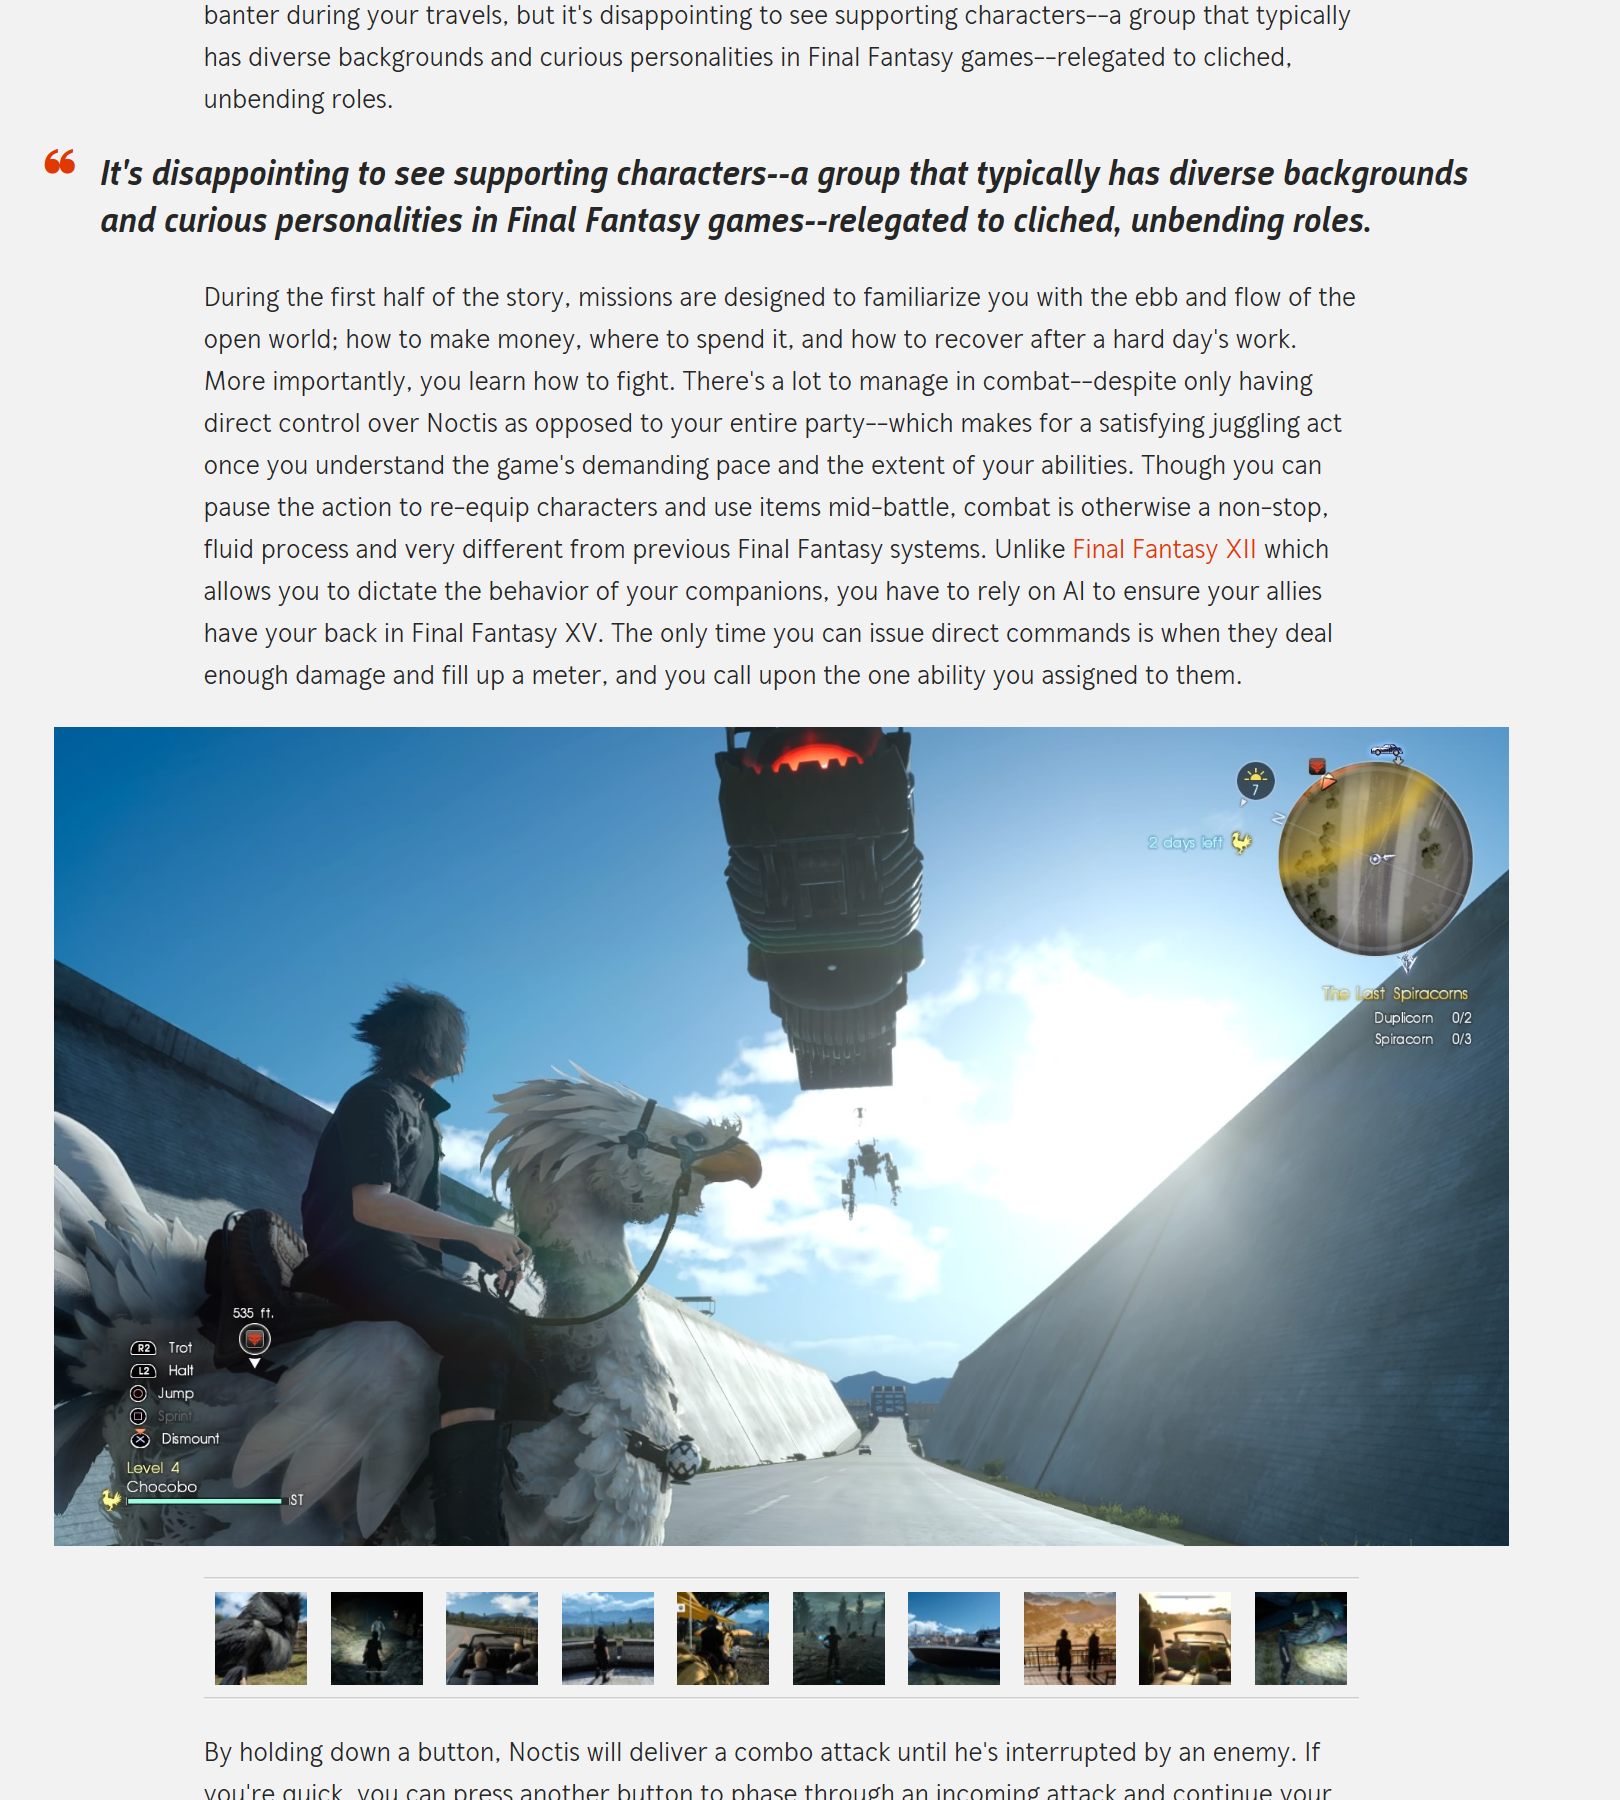 banter during your travels, but it's disappointing to see supporting characters--a group that typically
has diverse backgrounds and curious personalities in Final Fantasy games--relegated to cliched,
unbending roles.
It's disappointing to see supporting characters--a group that typically has diverse backgrounds
and curious personalities in Final Fantasy games--relegated to cliched, unbending roles.
During the first half of the story, missions are designed to familiarize you with the ebb and flow of the
open world; how to make money, where to spend it, and how to recover after a hard day's work.
More importantly, you learn how to fight. There's a lot to manage in combat--despite only having
direct control over Noctis as opposed to your entire party--which makes for a satisfying juggling act
once you understand the game's demanding pace and the extent of your abilities. Though you can
pause the action to re-equip characters and use items mid-battle, combat is otherwise a non-stop,
fluid process and very different from previous Final Fantasy systems. Unlike Final Fantasy XII which
allows you to dictate the behavior of your companions, you have to rely on AI to ensure your allies
have your back in Final Fantasy XV. The only time you can issue direct commands is when they deal
enough damage and fill up a meter, and you call upon the one ability you assigned to them.
7
2 days left
N
The Last Spiracorns
Duplicorn 0/2
Spiracorn 0/3
535 ft.
R2 Trot
L2 Halt
Jump
Sprint
Dismount
Level 4
Chocobo
ST
By holding down a button, Noctis will deliver a combo attack until he's interrupted by an enemy. If
you're quick, you can press another button to phase through an incoming attack and continue your